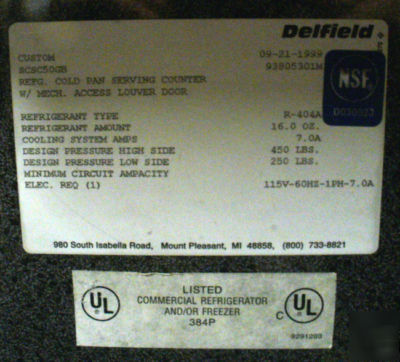 Delfield
CUSTOM 09-21-1999
SCSC50GB 93805301M
REFG. COLD PAN SERVING COUNTER
W/ MECH. ACCESS LOUVER DOOR
NSF
REFRIGERANT TYPE R-404A
REFRIGERANT AMOUNT 16.0 OZ.
COOLING SYSTEM AMPS 7.0A
DESIGN PRESSURE HIGH SIDE 450 LBS.
DESIGN PRESSURE LOW SIDE 250 LBS.
MINIMUM CIRCUIT AMPACITY
ELEC. REQ (1) 115V-60HZ-1PH-7.0A
980 South Isabella Road, Mount Pleasant, MI 48858, (800) 733-8821
UL
LISTED
COMMERCIAL REFRIGERATOR
AND/OR FREEZER
384P
C UL
9291293